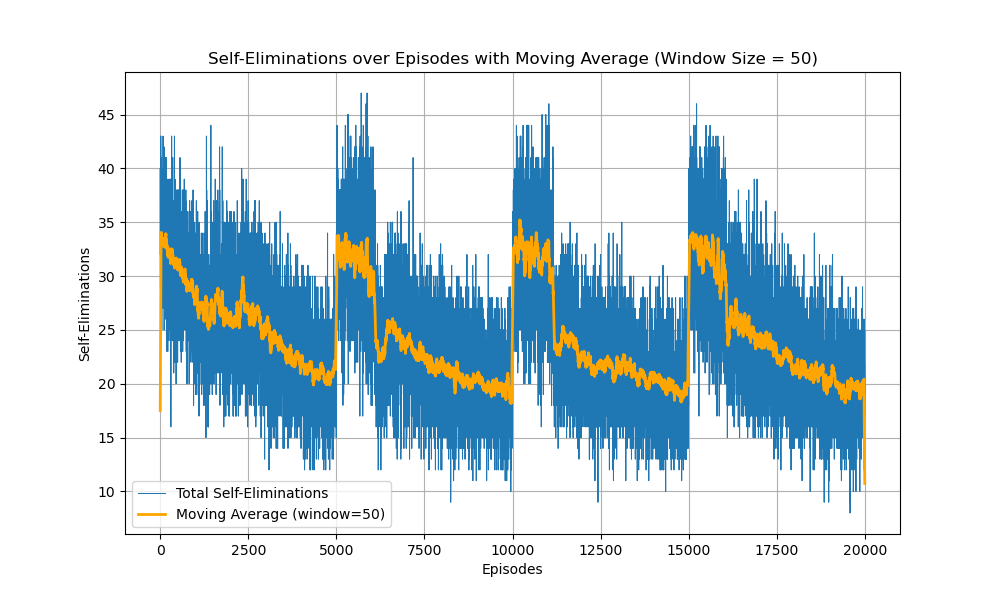 Self-Eliminations over Episodes with Moving Average (Window Size = 50)
45
40
35
30
25
20
15
10
Self-Eliminations
Total Self-Eliminations
Moving Average (window=50)
0 2500 5000 7500 10000 12500 15000 17500 20000
Episodes